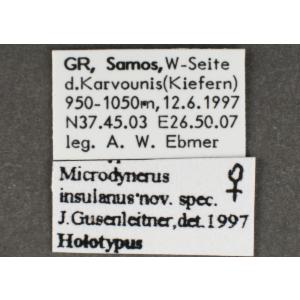 GR, Samos, W-Seite
d.Karvounis(Kiefern)
950-1050m, 12.6.1997
N37.45.03 E26.50.07
leg. A. W. Ebmer
Microdynerus ♀
insulanus nov. spec.
J.Gusenleitner,det.1997
Holotypus